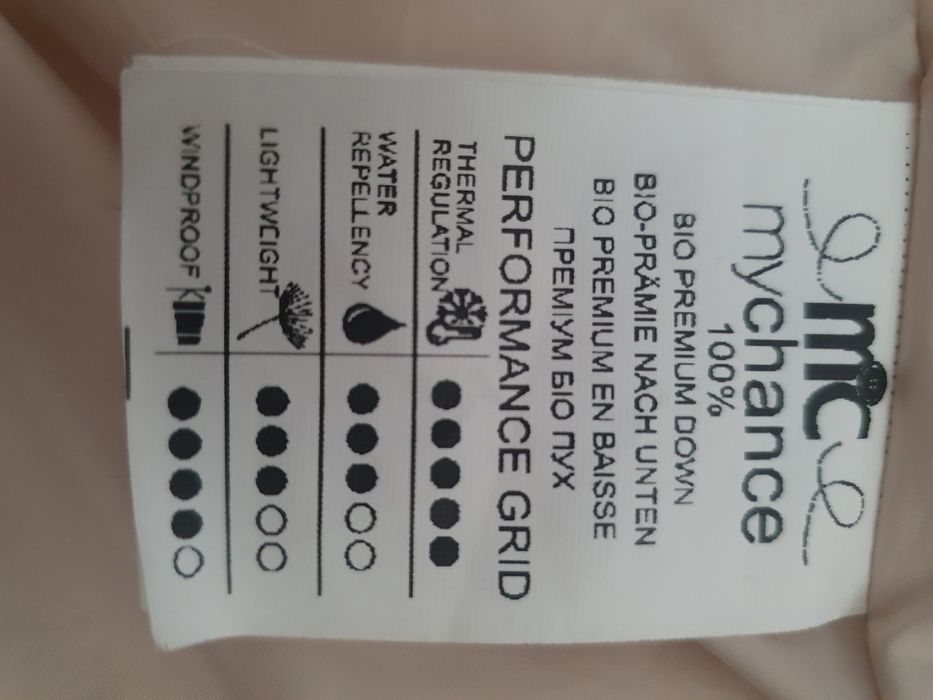 mc
mychance
100%
BIO PREMIUM DOWN
BIO-PRÄMIE NACH UNTEN
BIO PREMIUM EN BAISSE
ПРЕМІУМ БІО ПУХ
PERFORMANCE GRID
THERMAL
REGULATION
WATER
REPELLENCY
LIGHTWEIGHT
WINDPROOF